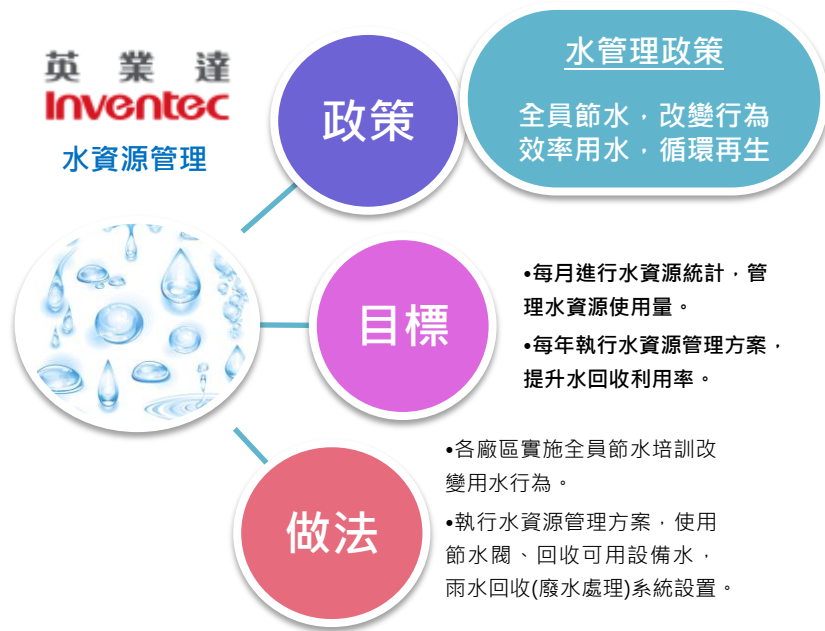 英業達
Inventec
水資源管理
政策
水管理政策
全員節水，改變行為
效率用水，循環再生
目標
•每月進行水資源統計，管
理水資源使用量。
•每年執行水資源管理方案，
提升水回收利用率。
做法
•各廠區實施全員節水培訓改
變用水行為。
•執行水資源管理方案，使用
節水閥、回收可用設備水，
雨水回收(廢水處理)系統設置。